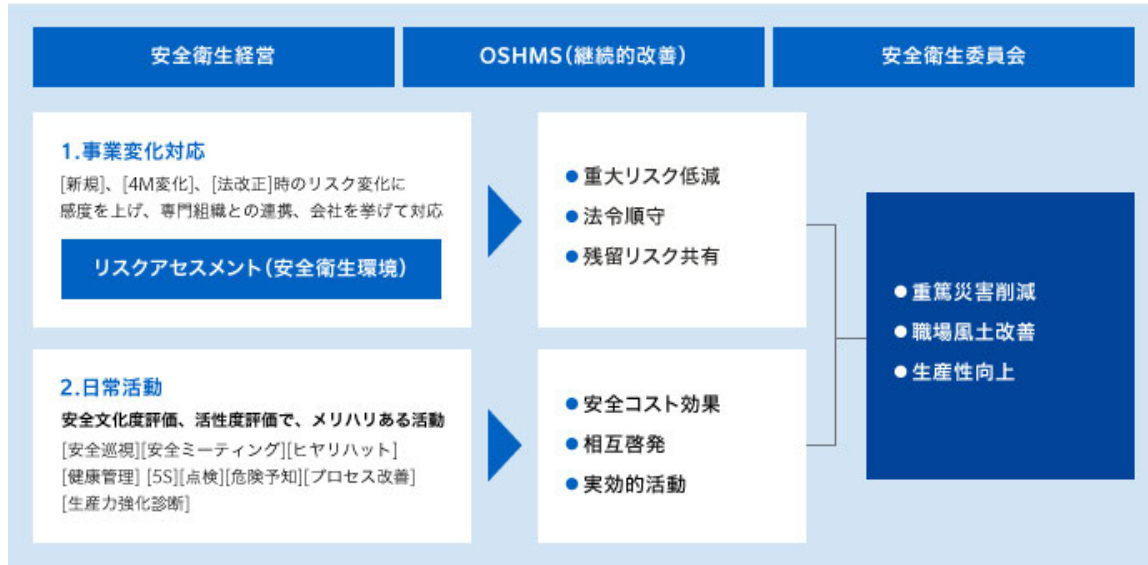 安全衛生経営
OSHMS(継続的改善)
安全衛生委員会
1.事業変化対応
[新規]、[4M変化]、[法改正]時のリスク変化に
感度を上げ、専門組織との連携、会社を挙げて対応
リスクアセスメント(安全衛生環境)
●重大リスク低減
●法令順守
●残留リスク共有
2.日常活動
安全文化度評価、活性度評価で、メリハリある活動
[安全巡視][安全ミーティング][ヒヤリハット]
[健康管理] [5S][点検][危険予知][プロセス改善]
[生産力強化診断]
●安全コスト効果
●相互啓発
●実効的活動
●重篤災害削減
●職場風土改善
●生産性向上